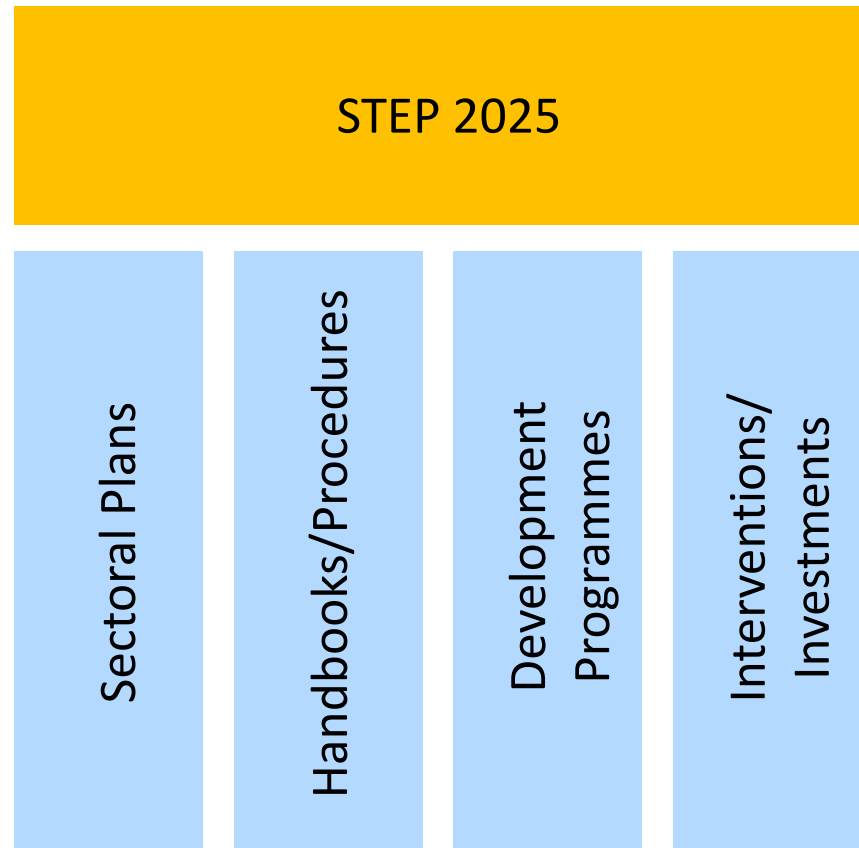 STEP 2025
Sectoral Plans
Handbooks/Procedures
Development
Programmes
Interventions/
Investments